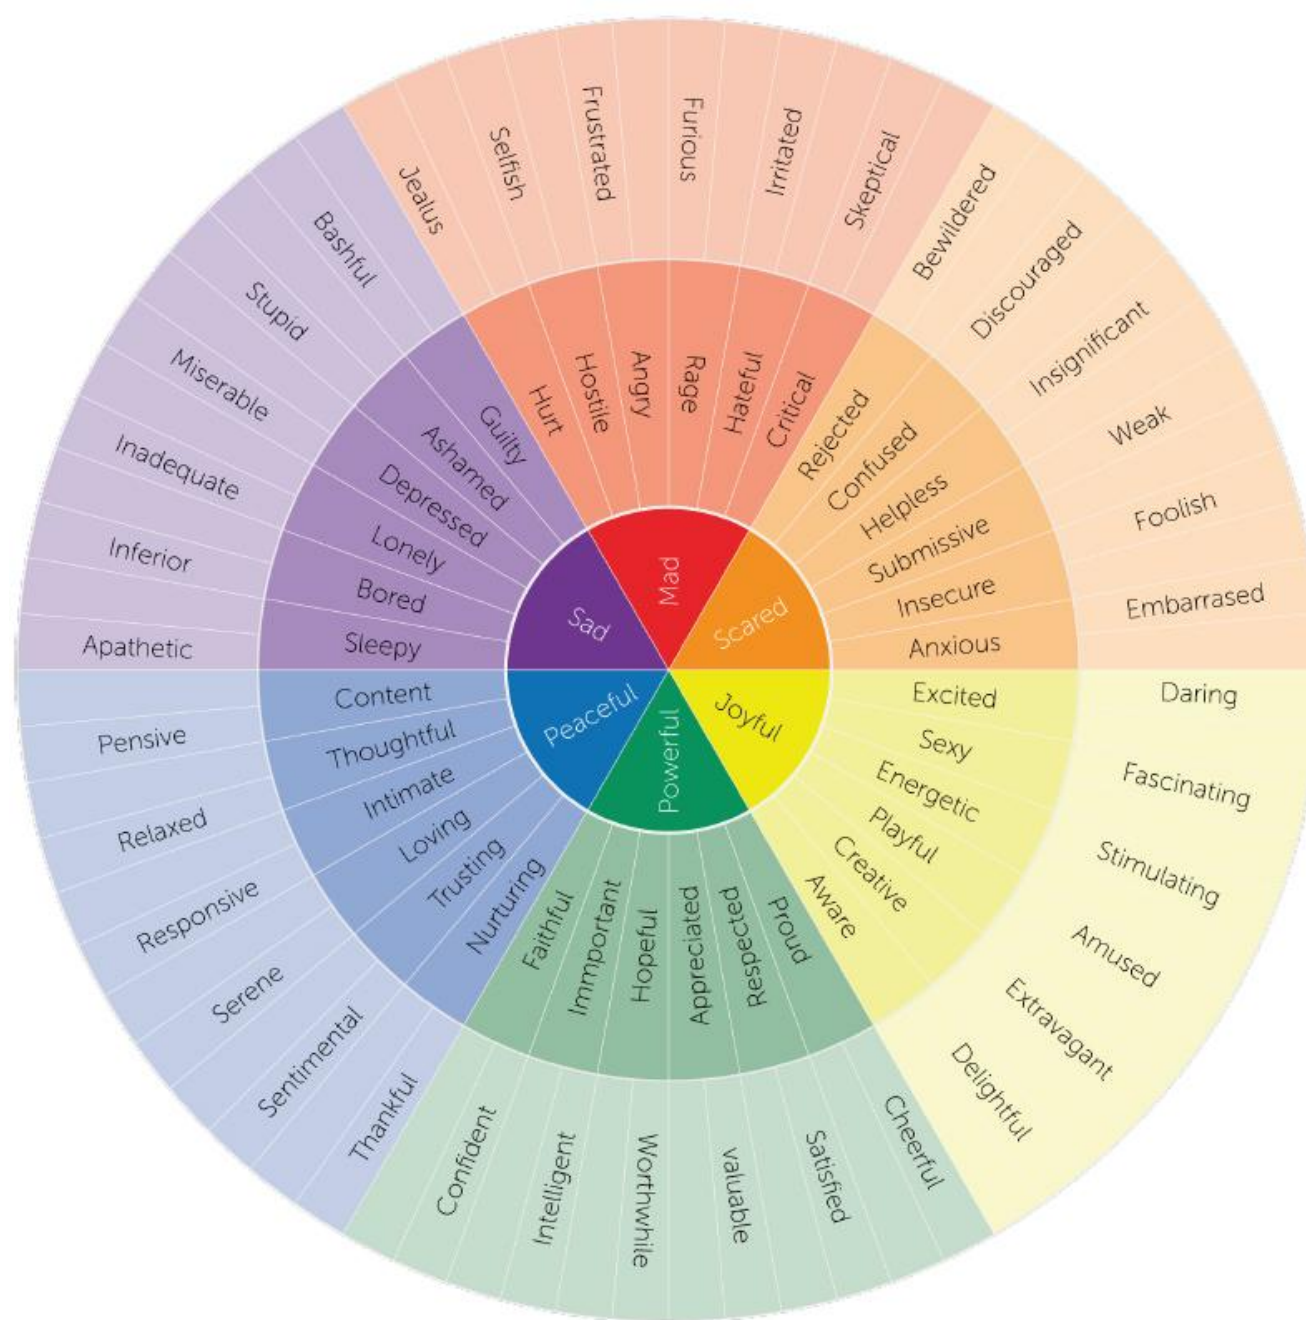 Mad
Scared
Joyful
Powerful
Peaceful
Sad
Hurt
Hostile
Angry
Rage
Hateful
Critical
Rejected
Confused
Helpless
Submissive
Insecure
Anxious
Excited
Sexy
Energetic
Playful
Creative
Aware
Proud
Respected
Appreciated
Hopeful
Immportant
Faithful
Nurturing
Trusting
Loving
Intimate
Thoughtful
Content
Sleepy
Bored
Lonely
Depressed
Ashamed
Guilty
Jealus
Selfish
Frustrated
Furious
Irritated
Skeptical
Bewildered
Discouraged
Insignificant
Weak
Foolish
Embarrased
Daring
Fascinating
Stimulating
Amused
Extravagant
Delightful
Cheerful
Satisfied
valuable
Worthwhile
Intelligent
Confident
Thankful
Sentimental
Serene
Responsive
Relaxed
Pensive
Apathetic
Inferior
Inadequate
Miserable
Stupid
Bashful